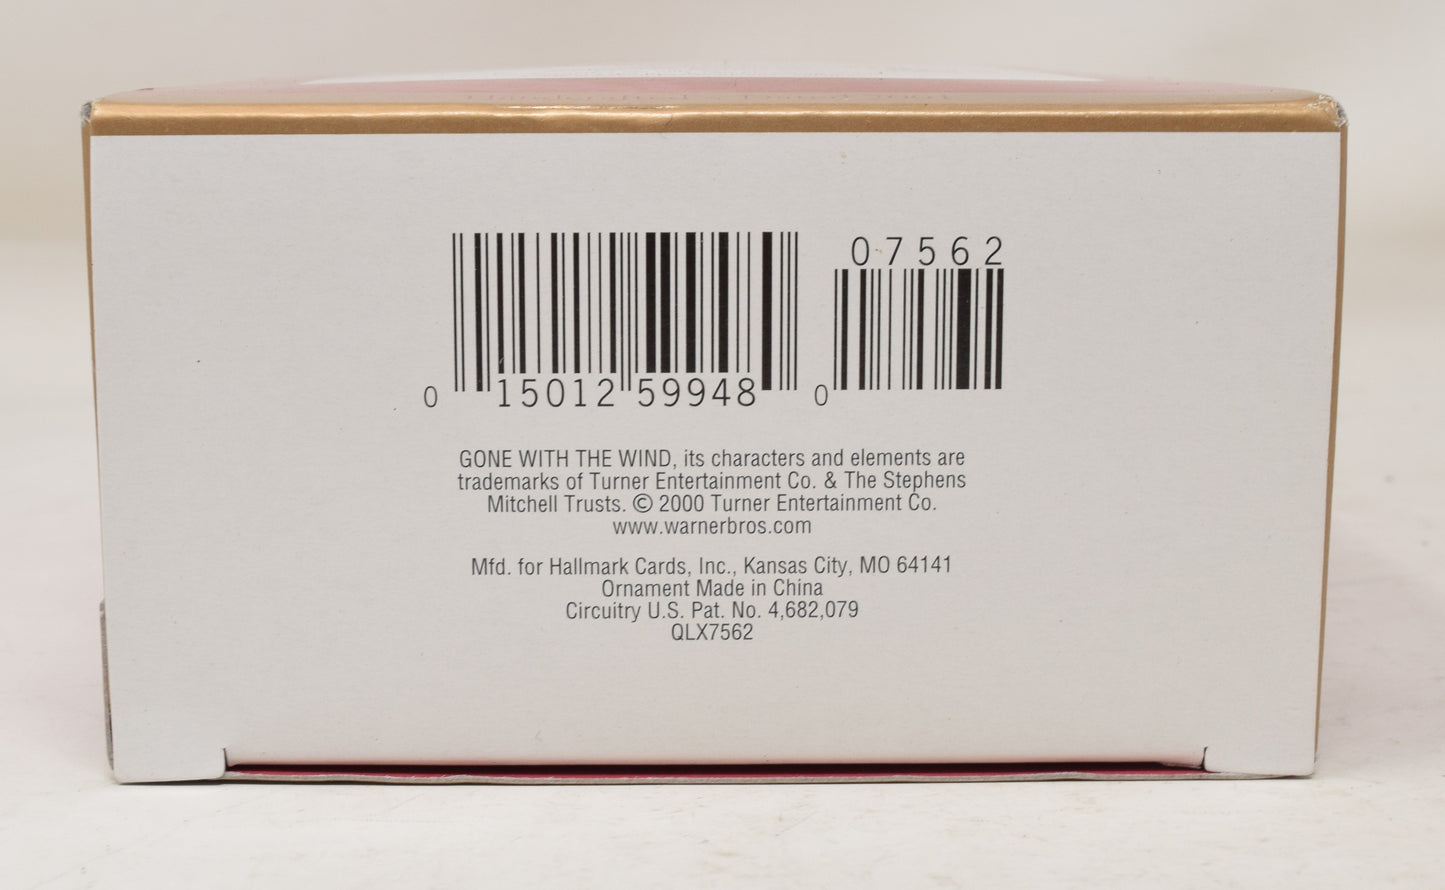 07562
0 15012 59948 0
GONE WITH THE WIND, its characters and elements are
trademarks of Turner Entertainment Co. & The Stephens
Mitchell Trusts. © 2000 Turner Entertainment Co.
www.warnerbros.com
Mfd. for Hallmark Cards, Inc., Kansas City, MO 64141
Ornament Made in China
Circuitry U.S. Pat. No. 4,682,079
QLX7562